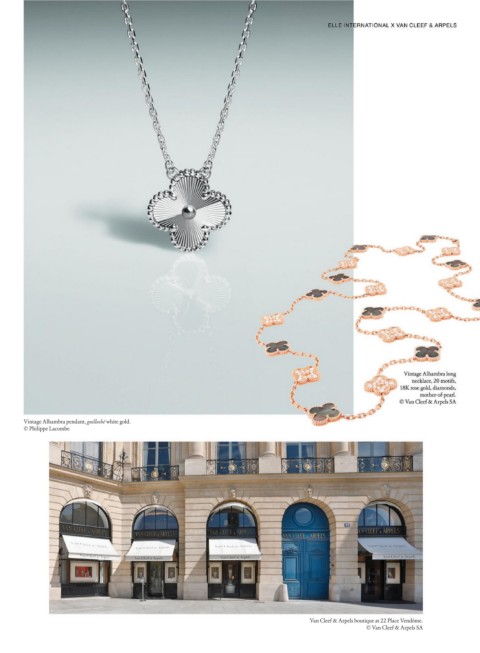 ELLE INTERNATIONAL X VAN CLEEF & ARPELS
Vintage Alhambra long
necklace, 20 motifs,
18K rose gold, diamonds,
mother-of-pearl.
© Van Cleef & Arpels SA
Vintage Alhambra pendant, guilloché white gold.
© Philippe Lacombe
Van Cleef & Arpels boutique at 22 Place Vendôme.
© Van Cleef & Arpels SA